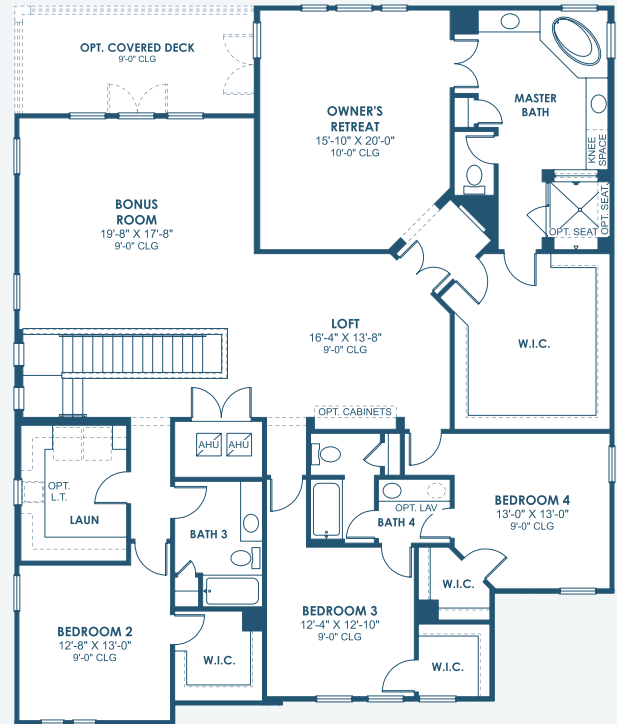 OPT. COVERED DECK
9'-0" CLG
OWNER'S
RETREAT
15'-10" X 20'-0"
10'-0" CLG
MASTER
BATH
KNEE
SPACE
OPT. SEAT
OPT. SEAT
BONUS
ROOM
19'-8" X 17'-8"
9'-0" CLG
LOFT
16'-4" X 13'-8"
9'-0" CLG
W.I.C.
OPT. CABINETS
AHU
AHU
OPT.
L.T.
LAUN
BATH 3
OPT. LAV
BATH 4
BEDROOM 4
13'-0" X 13'-0"
9'-0" CLG
W.I.C.
BEDROOM 3
12'-4" X 12'-10"
9'-0" CLG
BEDROOM 2
12'-8" X 13'-0"
9'-0" CLG
W.I.C.
W.I.C.